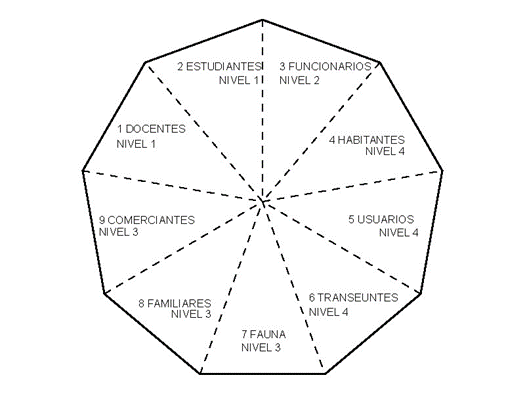 2 ESTUDIANTES
NIVEL 1
3 FUNCIONARIOS
NIVEL 2
1 DOCENTES
NIVEL 1
4 HABITANTES
NIVEL 4
9 COMERCIANTES
NIVEL 3
5 USUARIOS
NIVEL 4
8 FAMILIARES
NIVEL 3
6 TRANSEUNTES
NIVEL 4
7 FAUNA
NIVEL 3